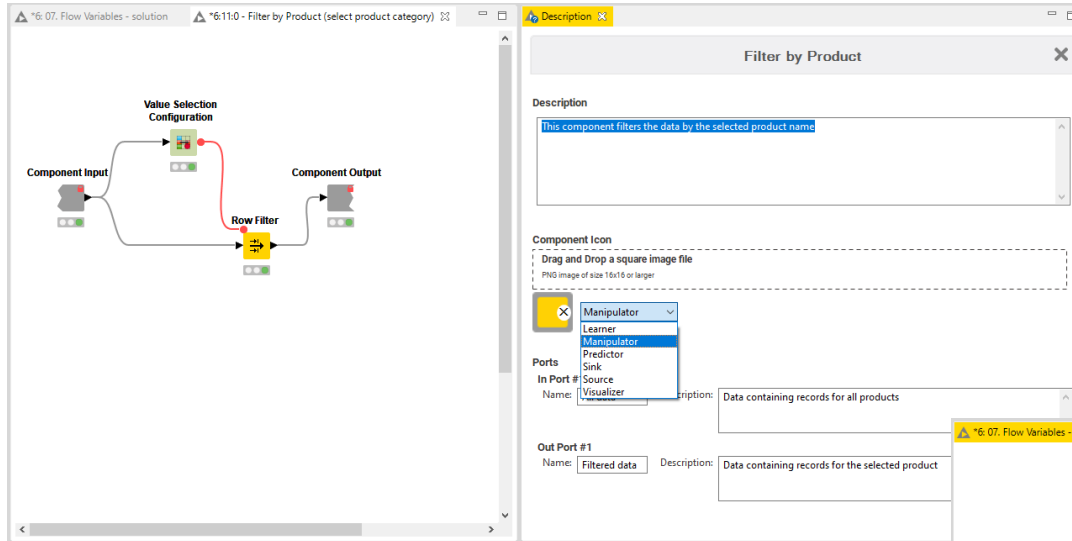 *6: 07. Flow Variables - solution
*6:11:0 - Filter by Product (select product category)
Value Selection
Configuration
Component Input
Component Output
Row Filter
Description
Filter by Product
Description
This component filters the data by the selected product name
Component Icon
Drag and Drop a square image file
PNG image of size 16x16 or larger
Manipulator
Learner
Manipulator
Predictor
Sink
Source
Visualizer
Ports
In Port #1
Name:
Data containing records for all products
Out Port #1
Name: Filtered data Description: Data containing records for the selected product
*6: 07. Flow Variables -